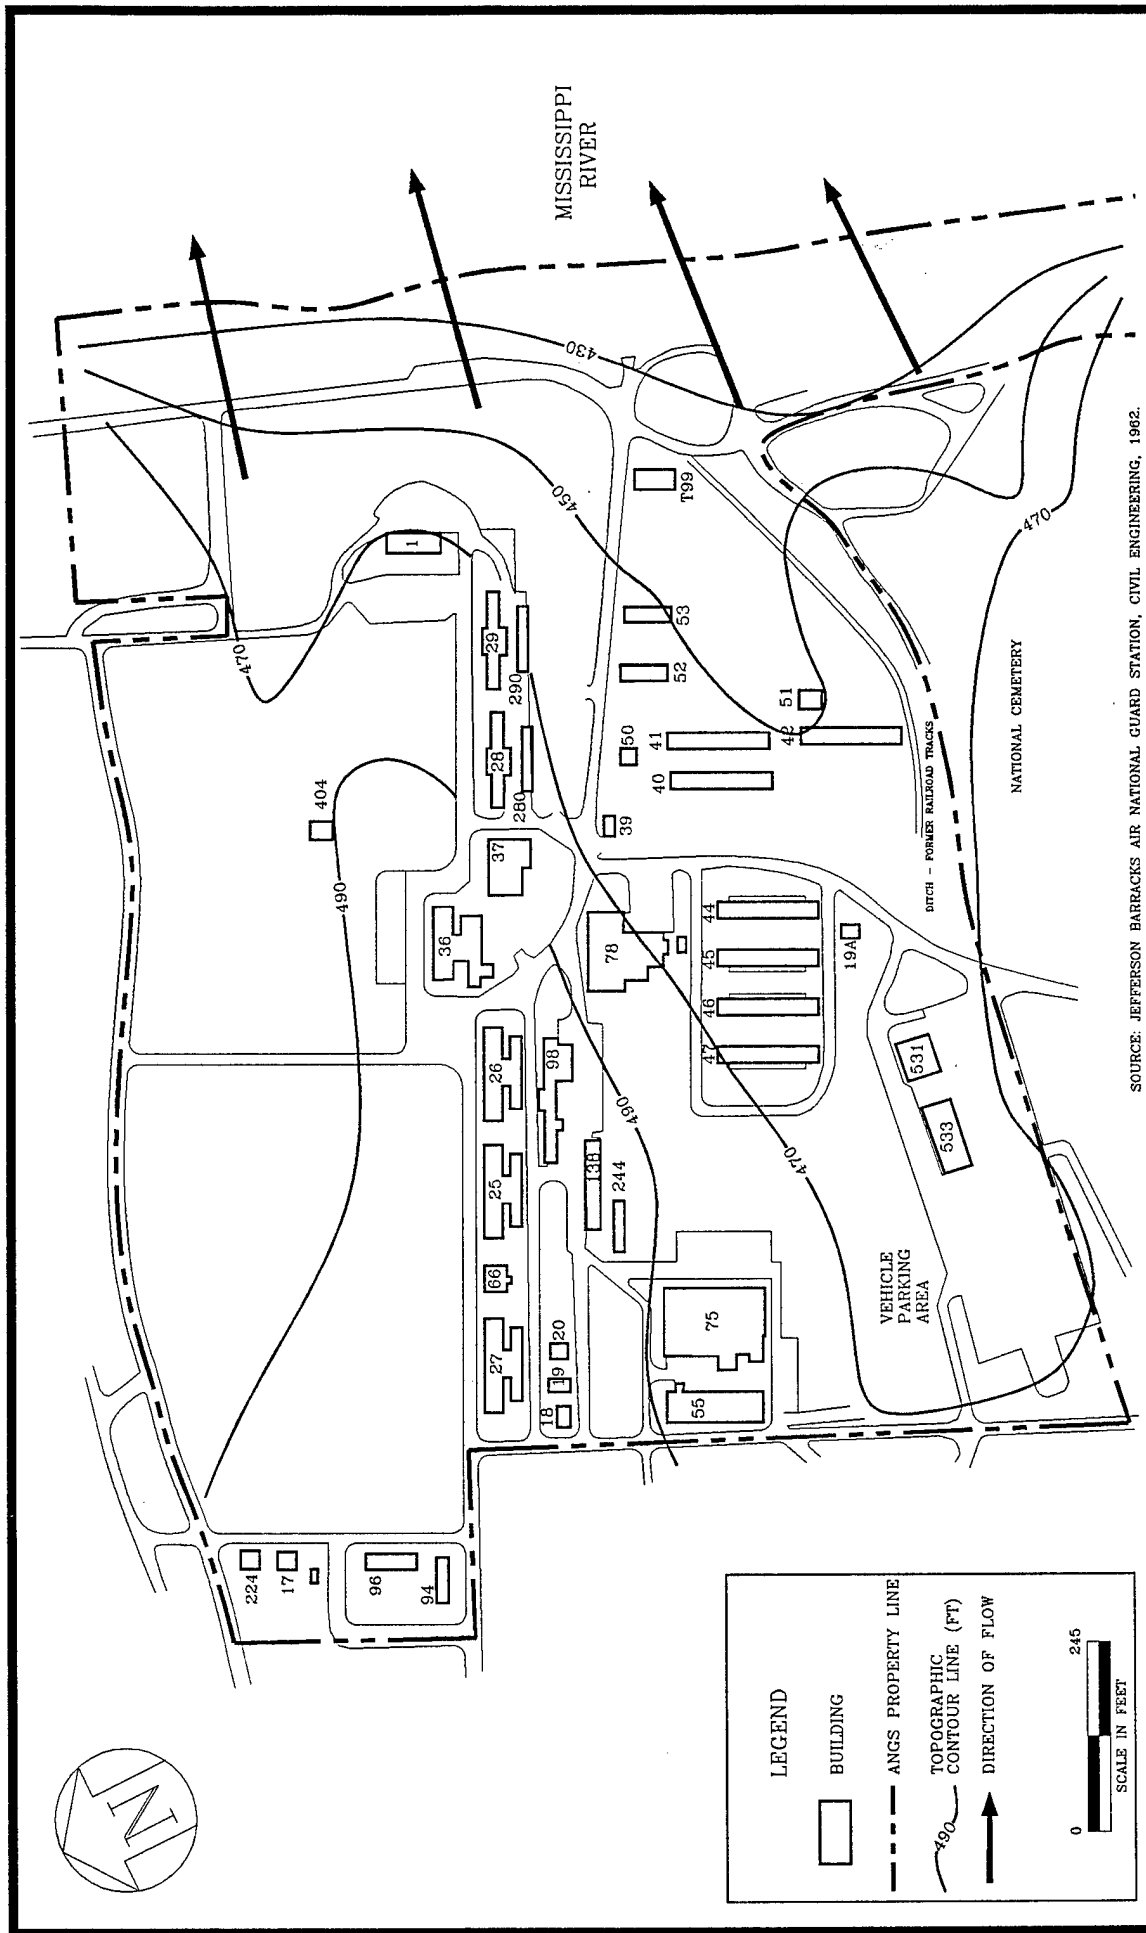 MISSISSIPPI
RIVER
430
450
470
470
490
490
470
1
29
290
28
280
404
37
36
T99
53
52
51
50
41
42
40
39
44
45
46
47
78
19A
98
26
25
66
27
138
244
20
19
18
75
55
531
533
VEHICLE
PARKING
AREA
DITCH - FORMER RAILROAD TRACKS
NATIONAL CEMETERY
224
17
96
94
N
LEGEND
BUILDING
ANGS PROPERTY LINE
490
TOPOGRAPHIC
CONTOUR LINE (FT)
DIRECTION OF FLOW
0
245
SCALE IN FEET
SOURCE: JEFFERSON BARRACKS AIR NATIONAL GUARD STATION, CIVIL ENGINEERING, 1982.